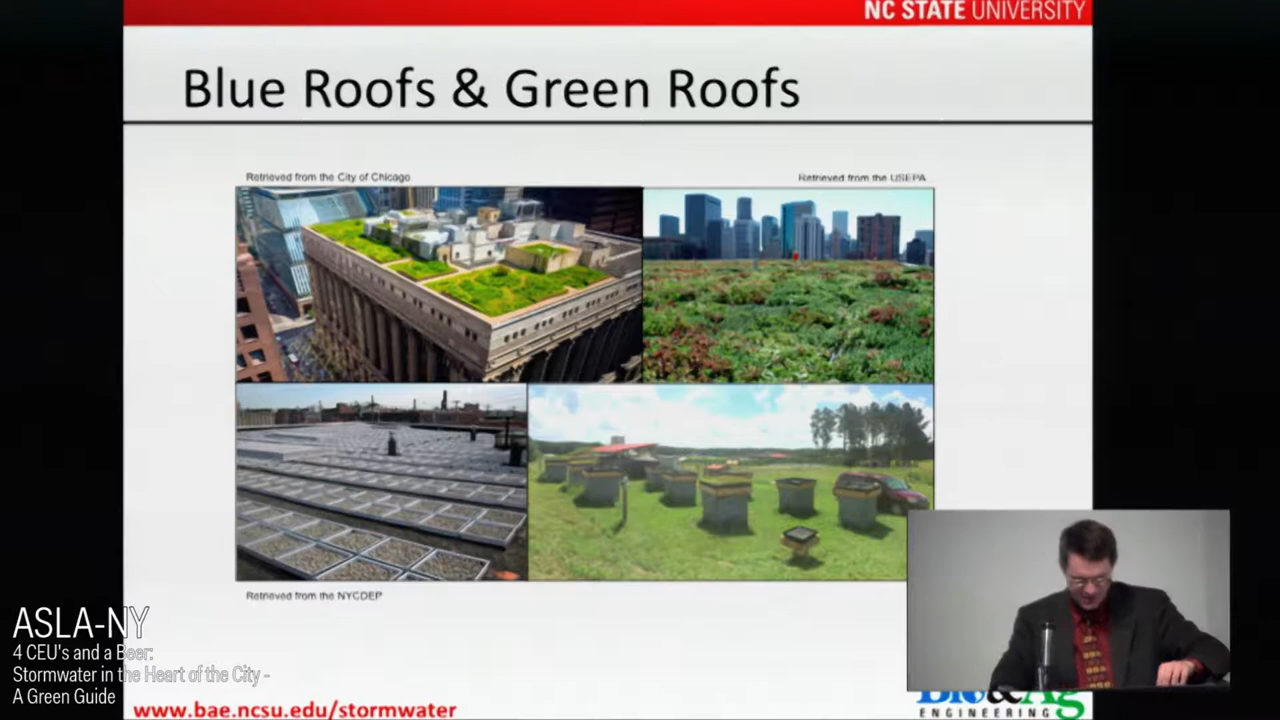 NC STATE UNIVERSITY
Blue Roofs & Green Roofs
Retrieved from the City of Chicago
Retrieved from the USEPA
Retrieved from the NYCDEP
ASLA-NY
4 CEU's and a Beer:
Stormwater in the Heart of the City -
A Green Guide
www.bae.ncsu.edu/stormwater
Bio&Ag
ENGINEERING